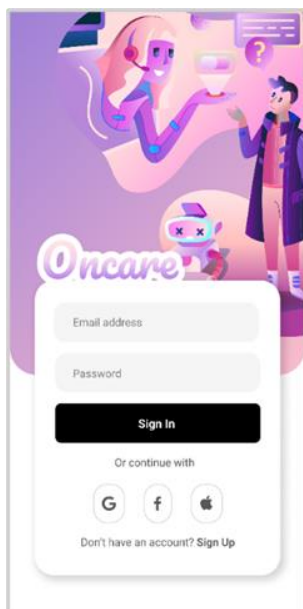 ?
Oncare
Email address
Password
Sign In
Or continue with
G f
Don't have an account? Sign Up